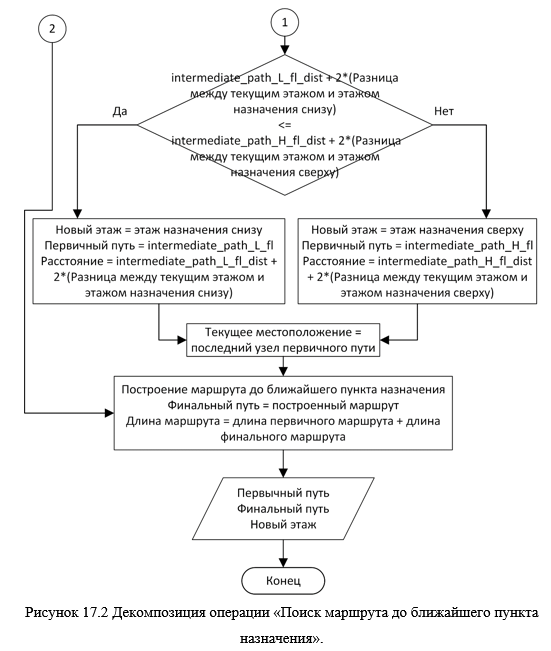 2
1
intermediate_path_L_fl_dist + 2*(Разница
между текущим этажом и этажом
назначения снизу)
<=
intermediate_path_H_fl_dist + 2*(Разница
между текущим этажом и этажом
назначения сверху)
Да
Нет
Новый этаж = этаж назначения снизу
Первичный путь = intermediate_path_L_fl
Расстояние = intermediate_path_L_fl_dist +
2*(Разница между текущим этажом и
этажом назначения снизу)
Новый этаж = этаж назначения сверху
Первичный путь = intermediate_path_H_fl
Расстояние = intermediate_path_H_fl_dist
+ 2*(Разница между текущим этажом и
этажом назначения сверху)
Текущее местоположение =
последний узел первичного пути
Построение маршрута до ближайшего пункта назначения
Финальный путь = построенный маршрут
Длина маршрута = длина первичного маршрута + длина
финального маршрута
Первычный путь
Финальный путь
Новый этаж
Конец
Рисунок 17.2 Декомпозиция операции «Поиск маршрута до ближайшего пункта
назначения».